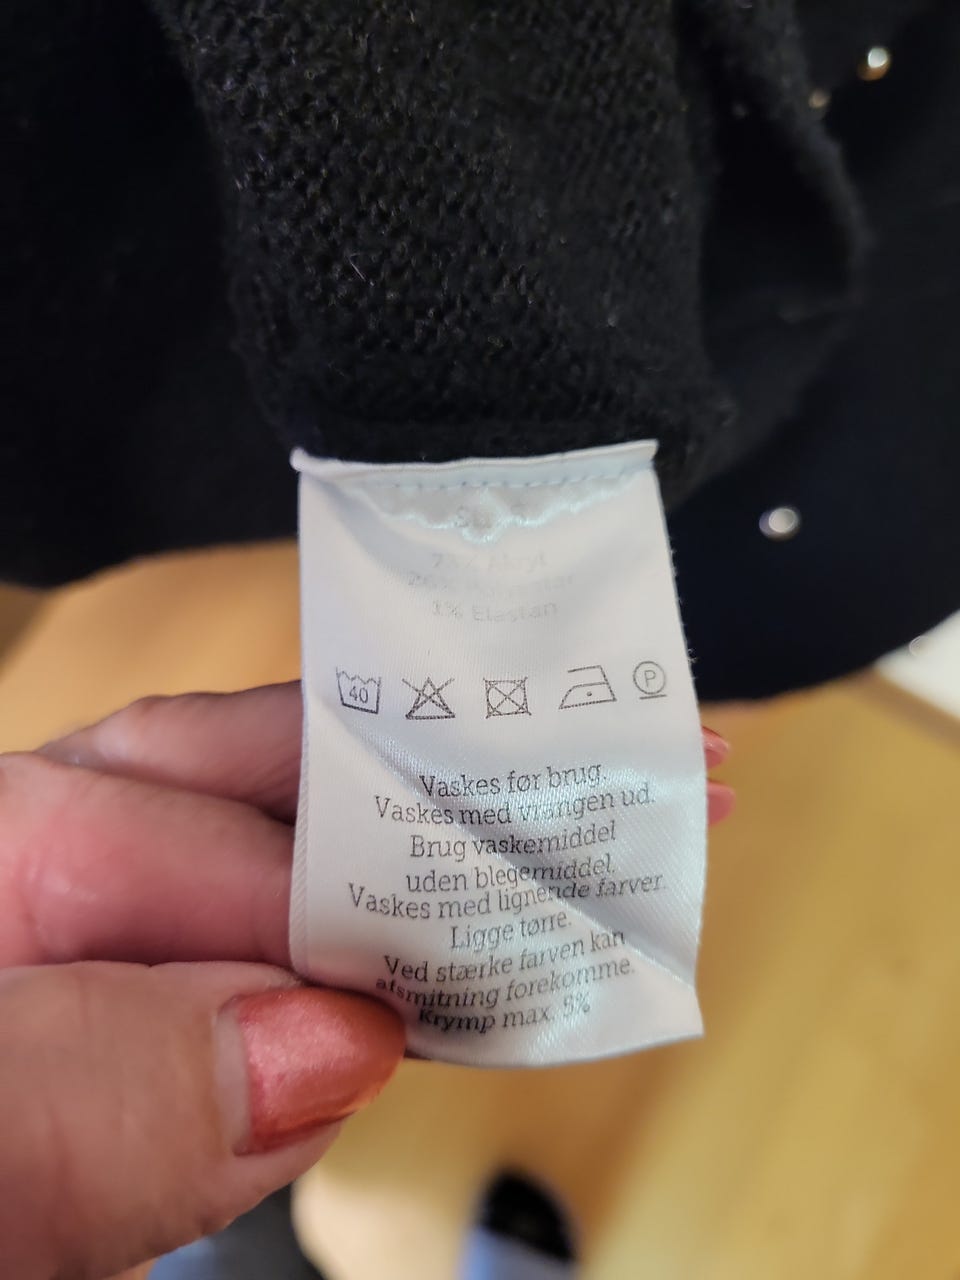 1% Elastan
40
P
Vaskes før brug.
Vaskes med vrangen ud.
Brug vaskemiddel
uden blegemiddel.
Vaskes med lignende farver.
Ligge tørre.
Ved stærke farven kan
afsmitning forekomme.
Krymp max. 5%